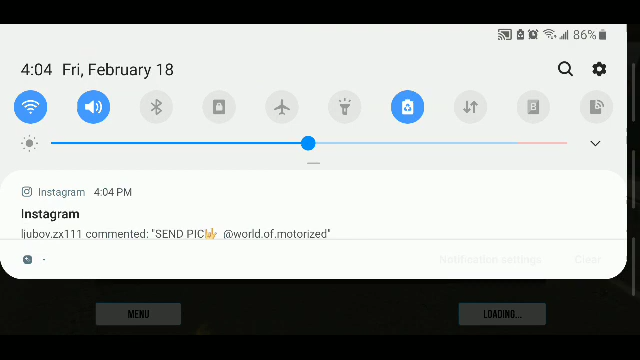 86%
4:04 Fri, February 18
B
Instagram 4:04 PM
Instagram
ljubov.zx111 commented: "SEND PIC🤟 @world.of.motorized"
Notification settings Clear
MENU LOADING...